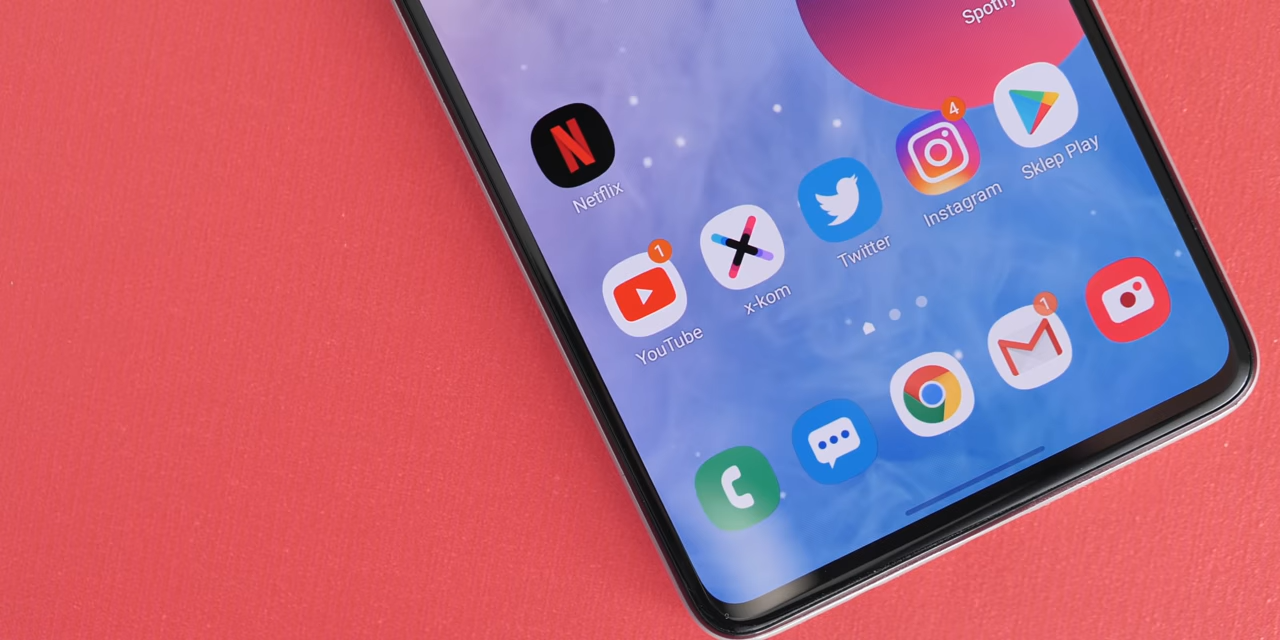 Spotify
Netflix
4
Sklep Play
Instagram
Twitter
x-kom
1
YouTube
1